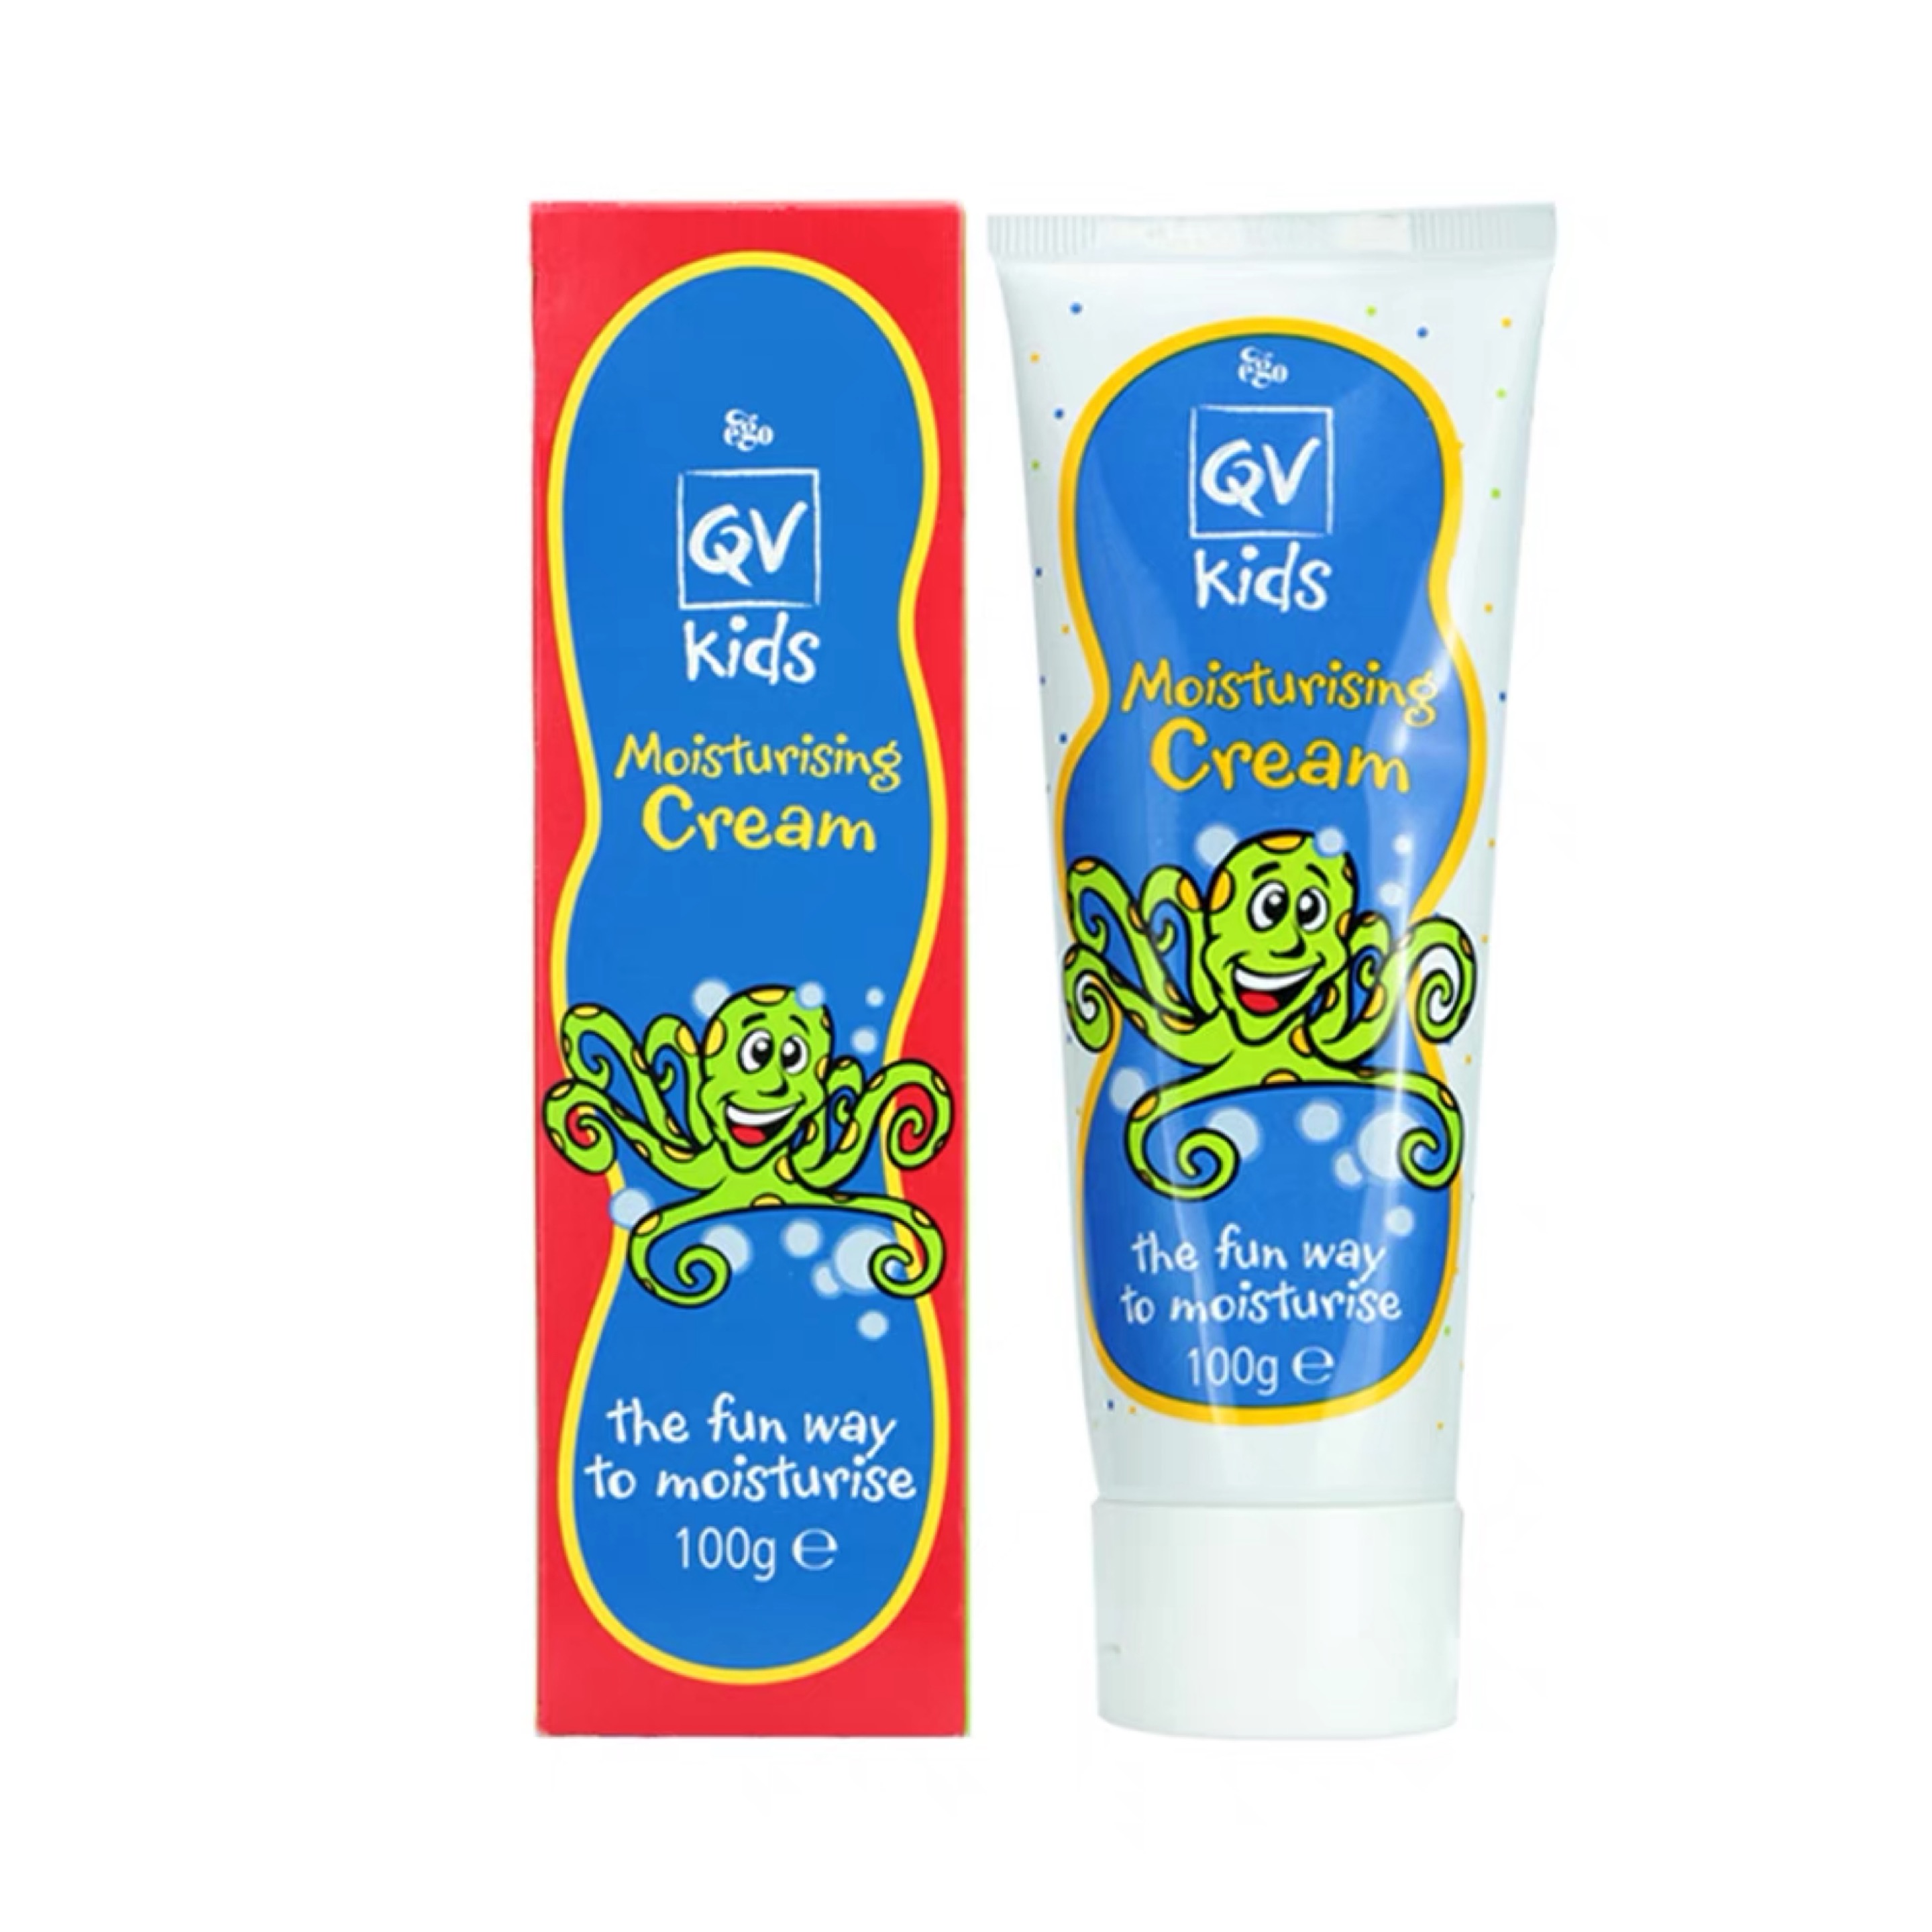 ego
QV
kids
Moisturising
Cream
the fun way
to moisturise
100g ℮
ego
QV
kids
Moisturising
Cream
the fun way
to moisturise
100g ℮